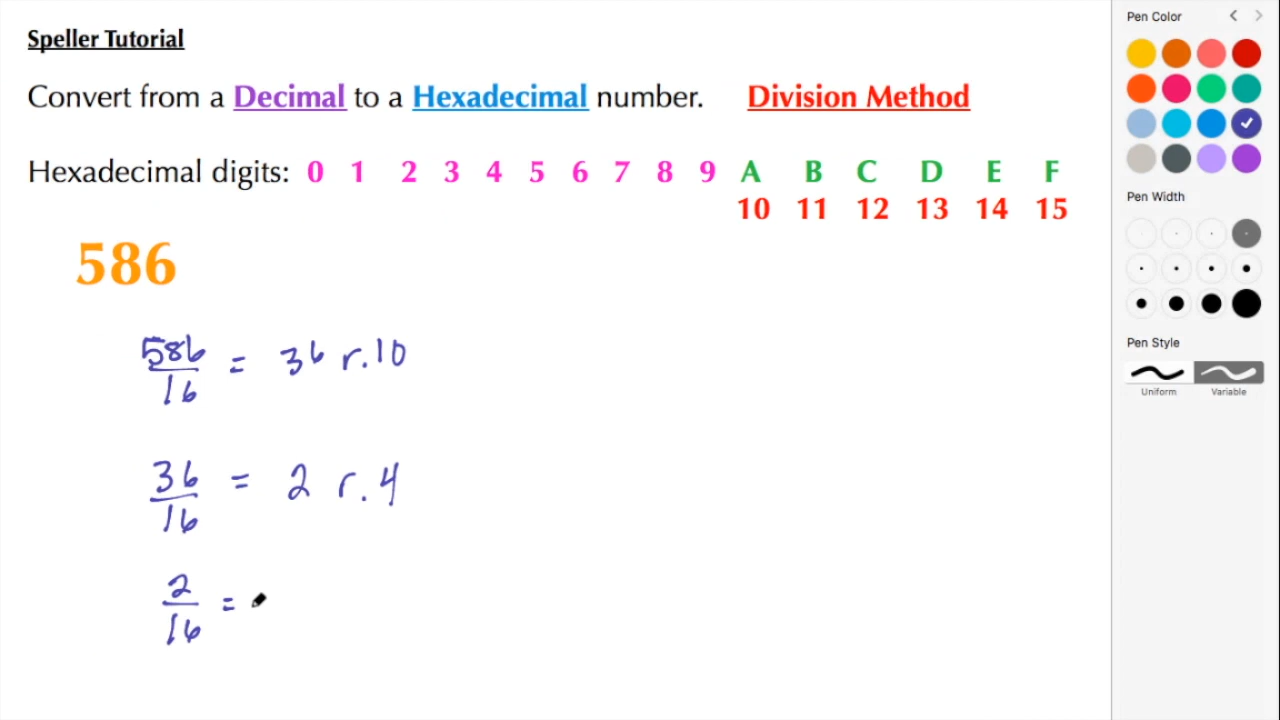 Speller Tutorial
Convert from a Decimal to a Hexadecimal number. Division Method
Hexadecimal digits: 0 1 2 3 4 5 6 7 8 9 A B C D E F
10 11 12 13 14 15
586
586/16 = 36 r.10
36/16 = 2 r.4
2/16 =
Pen Color
Pen Width
Pen Style
Uniform Variable